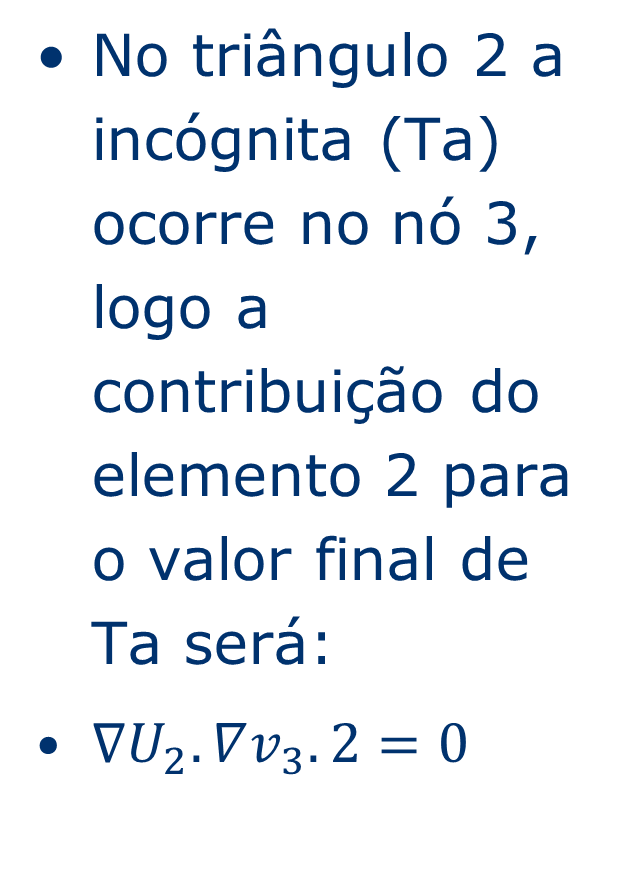 • No triângulo 2 a
incógnita (Ta)
ocorre no nó 3,
logo a
contribuição do
elemento 2 para
o valor final de
Ta será:
• ∇U₂.∇v₃.2 = 0